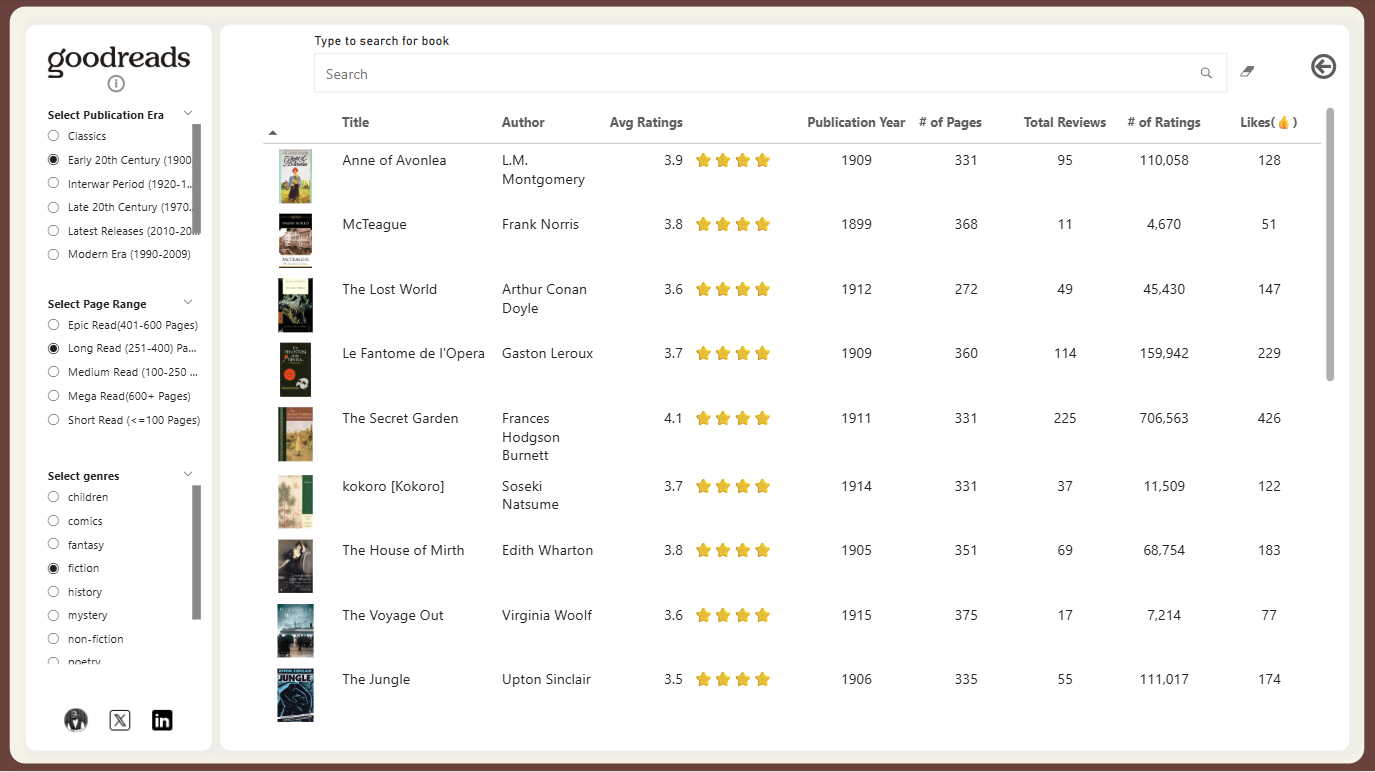 goodreads
Select Publication Era
Classics
Early 20th Century (1900
Interwar Period (1920-1...
Late 20th Century (1970...
Latest Releases (2010-20...
Modern Era (1990-2009)
Select Page Range
Epic Read(401-600 Pages)
Long Read (251-400) Pa...
Medium Read (100-250 ...
Mega Read(600+ Pages)
Short Read (<=100 Pages)
Select genres
children
comics
fantasy
fiction
history
mystery
non-fiction
poetry
Type to search for book
Search
Title Author Avg Ratings Publication Year # of Pages Total Reviews # of Ratings Likes(👍)
Anne of Avonlea L.M. 3.9 ⭐⭐⭐⭐ 1909 331 95 110,058 128
Montgomery
McTeague Frank Norris 3.8 ⭐⭐⭐⭐ 1899 368 11 4,670 51
The Lost World Arthur Conan 3.6 ⭐⭐⭐⭐ 1912 272 49 45,430 147
Doyle
Le Fantome de l'Opera Gaston Leroux 3.7 ⭐⭐⭐⭐ 1909 360 114 159,942 229
The Secret Garden Frances 4.1 ⭐⭐⭐⭐ 1911 331 225 706,563 426
Hodgson
Burnett
kokoro [Kokoro] Soseki 3.7 ⭐⭐⭐⭐ 1914 331 37 11,509 122
Natsume
The House of Mirth Edith Wharton 3.8 ⭐⭐⭐⭐ 1905 351 69 68,754 183
The Voyage Out Virginia Woolf 3.6 ⭐⭐⭐⭐ 1915 375 17 7,214 77
The Jungle Upton Sinclair 3.5 ⭐⭐⭐⭐ 1906 335 55 111,017 174
JUNGLE